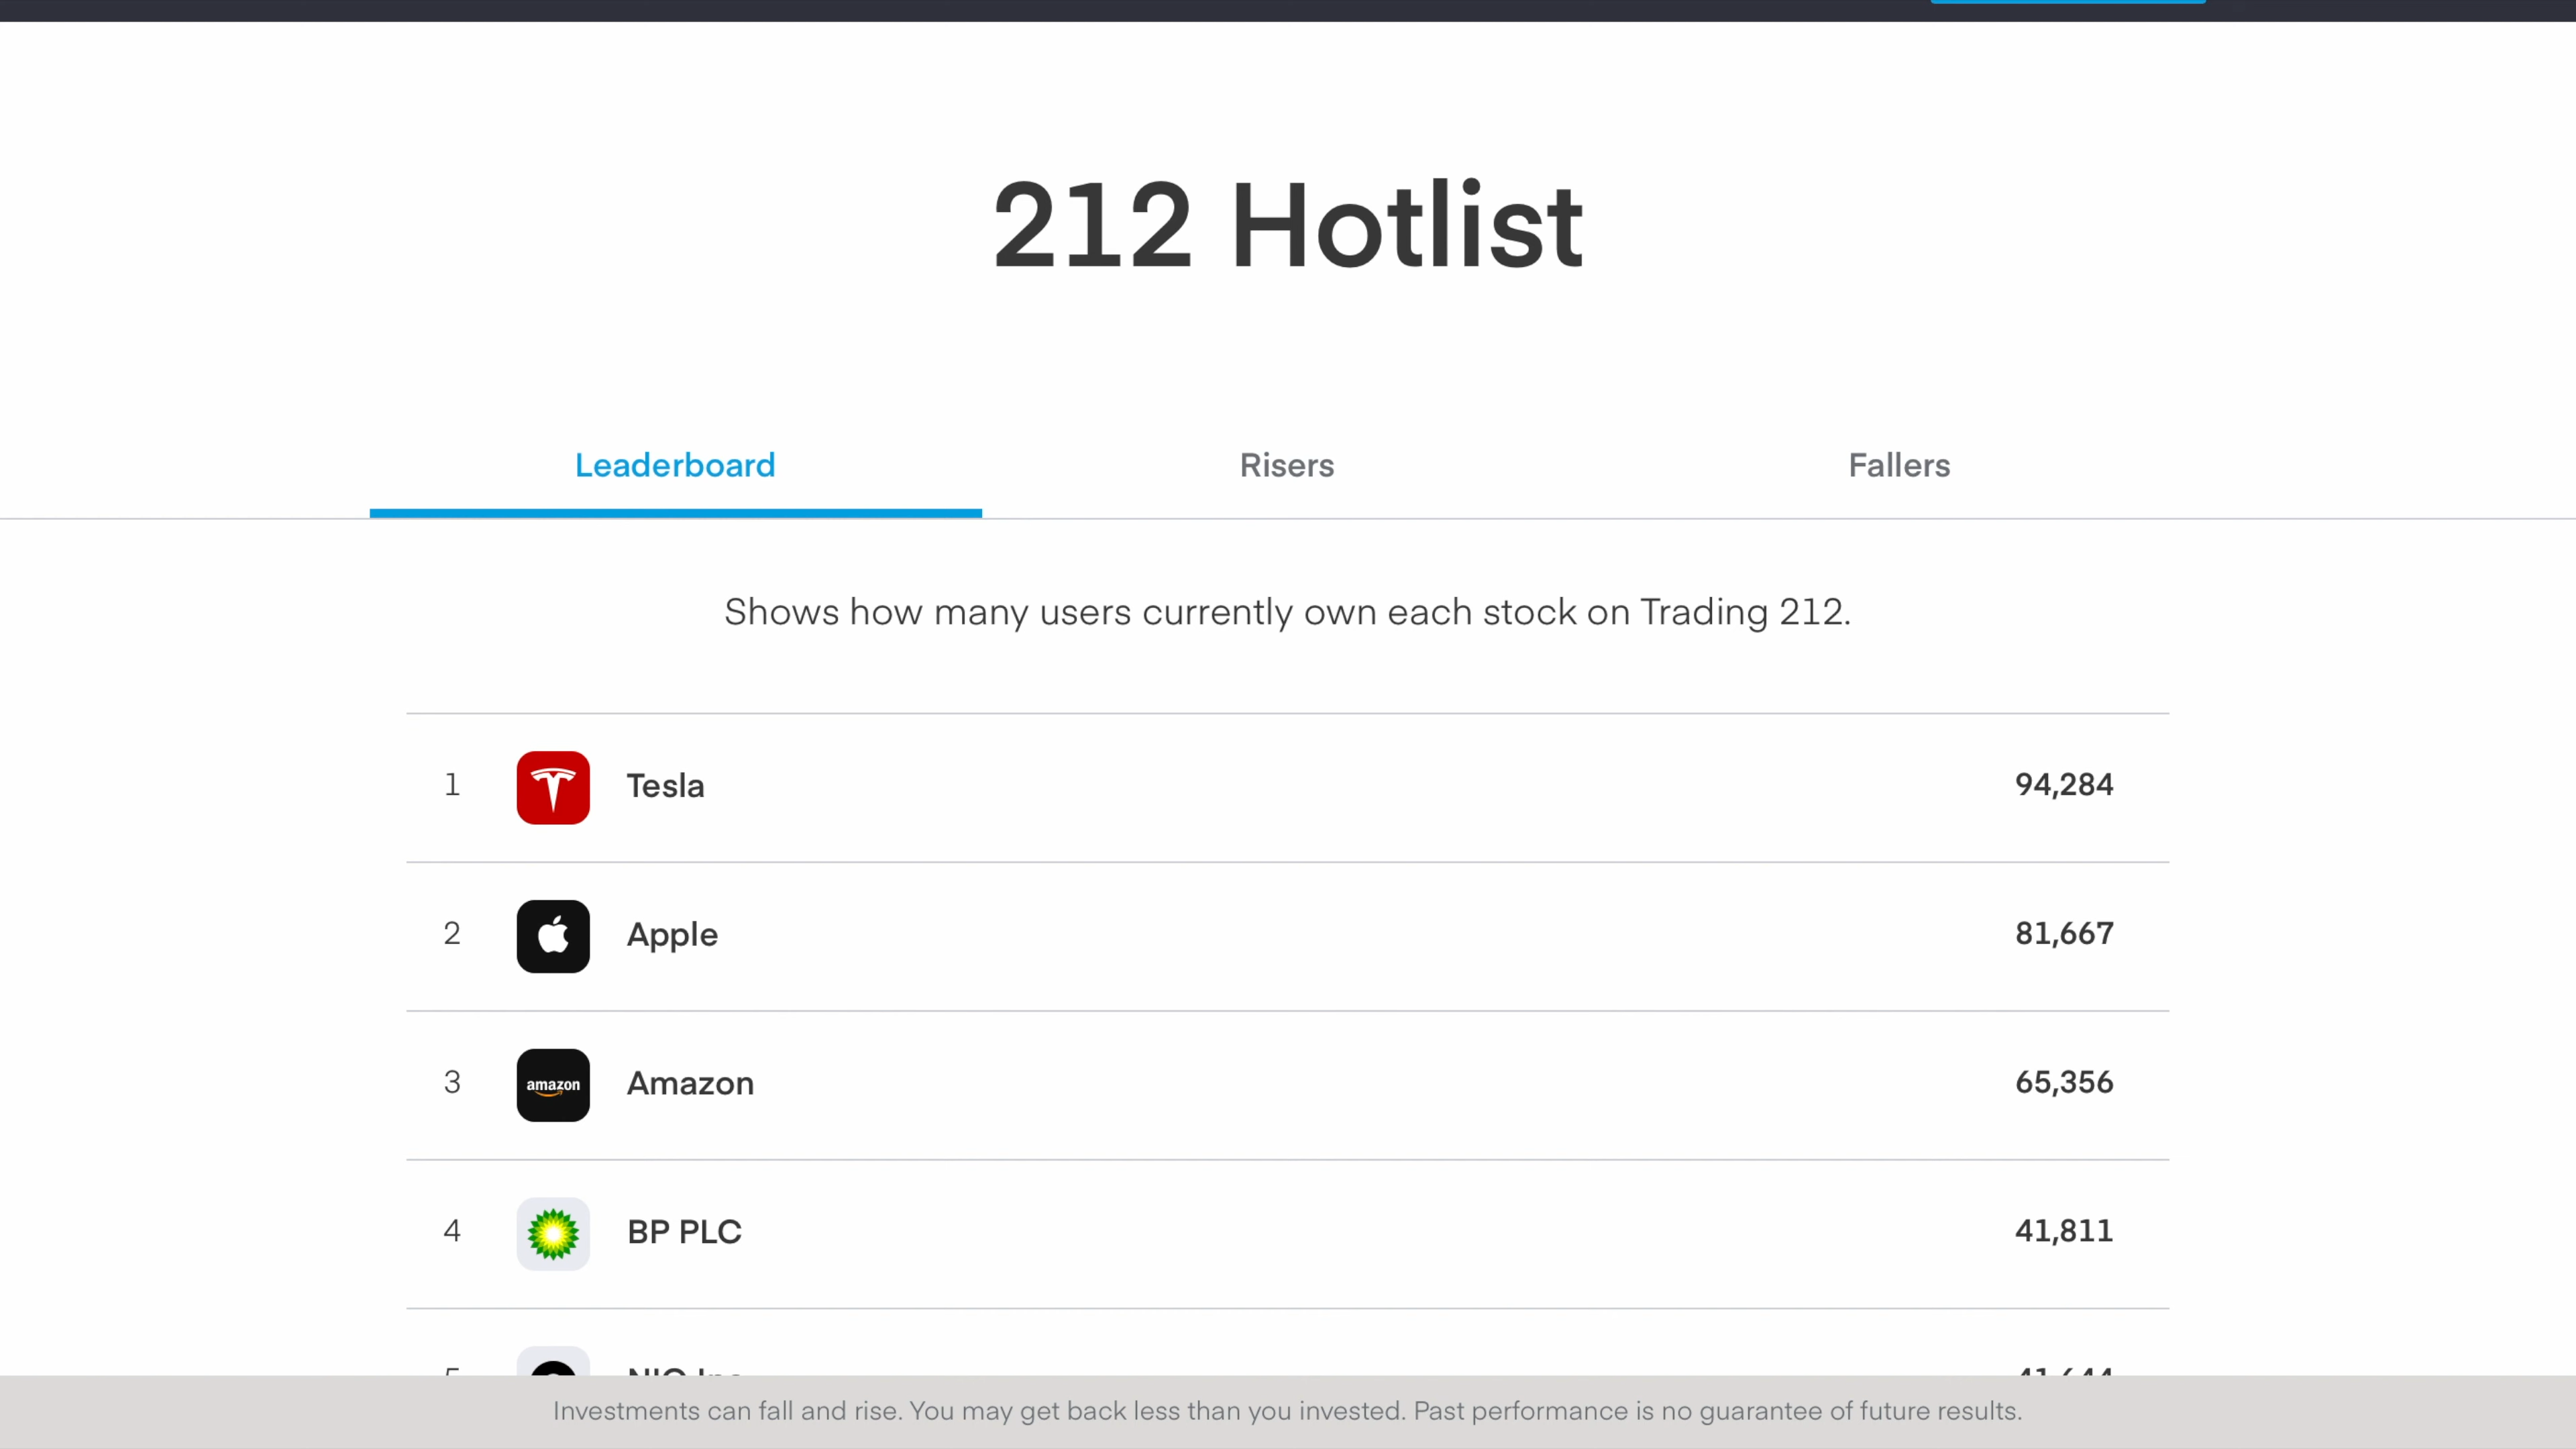 212 Hotlist
Leaderboard
Risers
Fallers
Shows how many users currently own each stock on Trading 212.
1 Tesla 94,284
2 Apple 81,667
3 amazon Amazon 65,356
4 BP PLC 41,811
Investments can fall and rise. You may get back less than you invested. Past performance is no guarantee of future results.